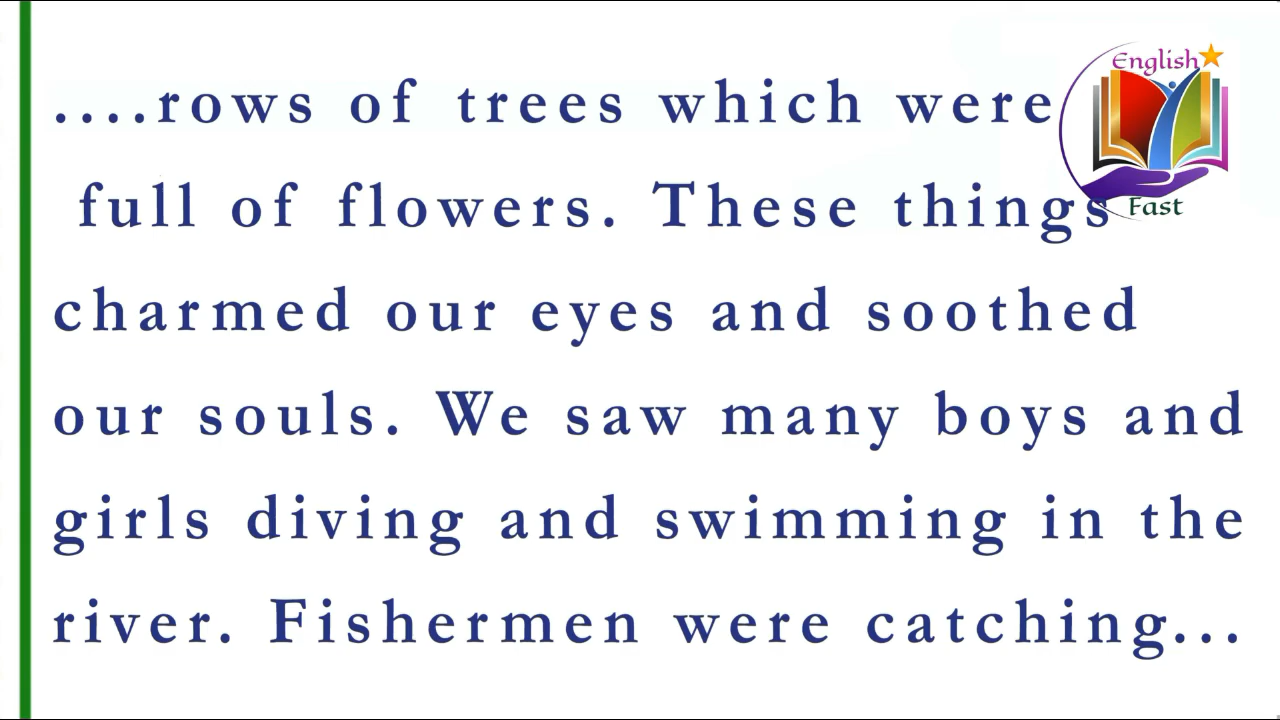 ....rows of trees which were
full of flowers. These things
charmed our eyes and soothed
our souls. We saw many boys and
girls diving and swimming in the
river. Fishermen were catching...
English
Fast